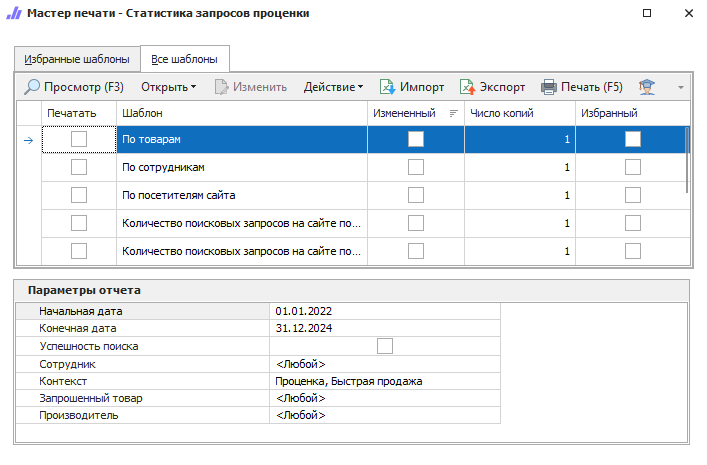 Мастер печати - Статистика запросов проценки
Избранные шаблоны Все шаблоны
Просмотр (F3) Открыть Изменить Действие Импорт Экспорт Печать (F5)
Печатать Шаблон Измененный Число копий Избранный
По товарам 1
По сотрудникам 1
По посетителям сайта 1
Количество поисковых запросов на сайте по... 1
Количество поисковых запросов на сайте по... 1
Параметры отчета
Начальная дата 01.01.2022
Конечная дата 31.12.2024
Успешность поиска
Сотрудник <Любой>
Контекст Проценка, Быстрая продажа
Запрошенный товар <Любой>
Производитель <Любой>